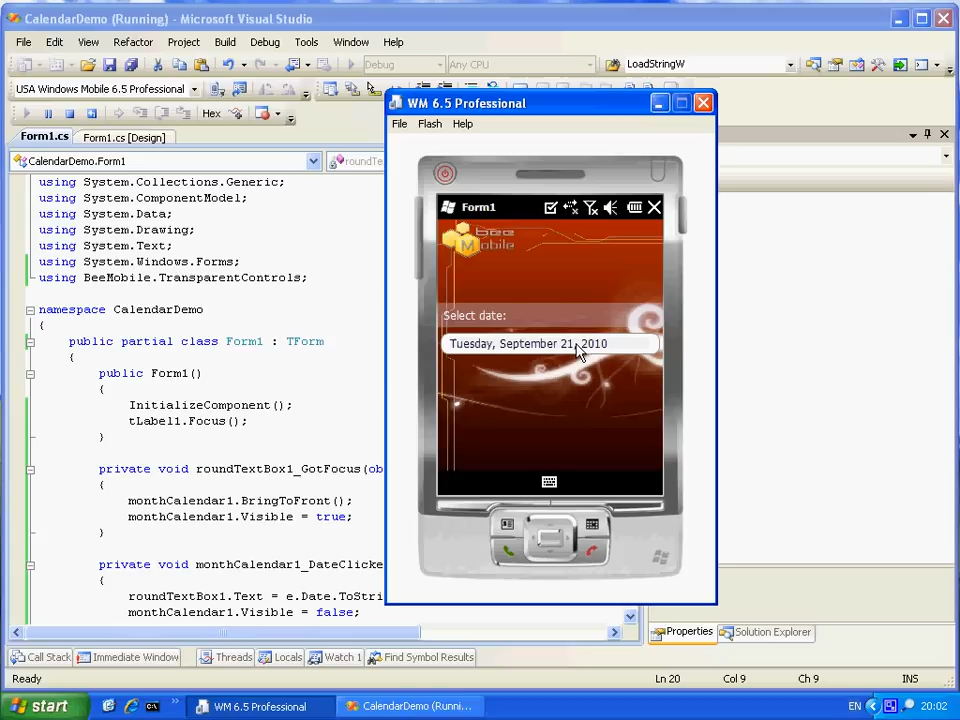 CalendarDemo (Running) - Microsoft Visual Studio
File Edit View Refactor Project Build Debug Tools Window Help
Debug Any CPU LoadStringW
USA Windows Mobile 6.5 Professional
Hex
Form1.cs Form1.cs [Design]
CalendarDemo.Form1
using System.Collections.Generic;
using System.ComponentModel;
using System.Data;
using System.Drawing;
using System.Text;
using System.Windows.Forms;
using BeeMobile.TransparentControls;
namespace CalendarDemo
{
public partial class Form1 : TForm
{
public Form1()
{
InitializeComponent();
tLabel1.Focus();
}
private void roundTextBox1_GotFocus(ob
{
monthCalendar1.BringToFront();
monthCalendar1.Visible = true;
}
private void monthCalendar1_DateClicke
{
roundTextBox1.Text = e.Date.ToStri
monthCalendar1.Visible = false;
WM 6.5 Professional
File Flash Help
Form1
Bee
Mobile
Select date:
Tuesday, September 21, 2010
Properties Solution Explorer
Call Stack Immediate Window Threads Locals Watch 1 Find Symbol Results
Ready Ln 20 Col 9 Ch 9 INS
start WM 6.5 Professional CalendarDemo (Runni... EN 20:02